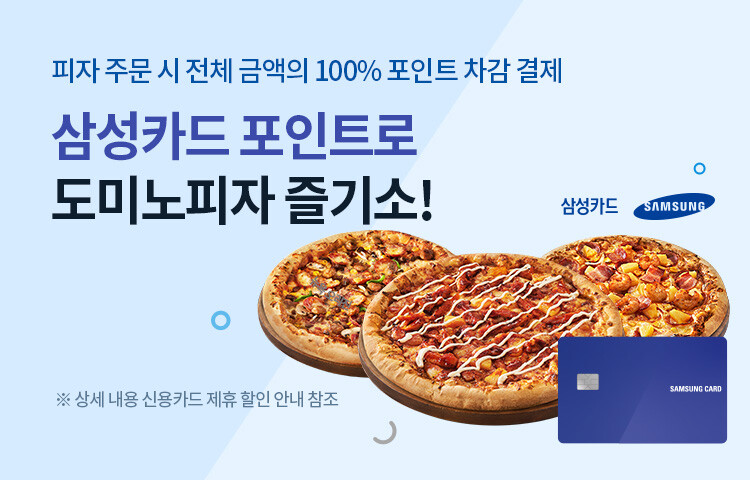 피자 주문 시 전체 금액의 100% 포인트 차감 결제
삼성카드 포인트로
도미노피자 즐기소!
삼성카드 SAMSUNG
SAMSUNG CARD
※ 상세 내용 신용카드 제휴 할인 안내 참조